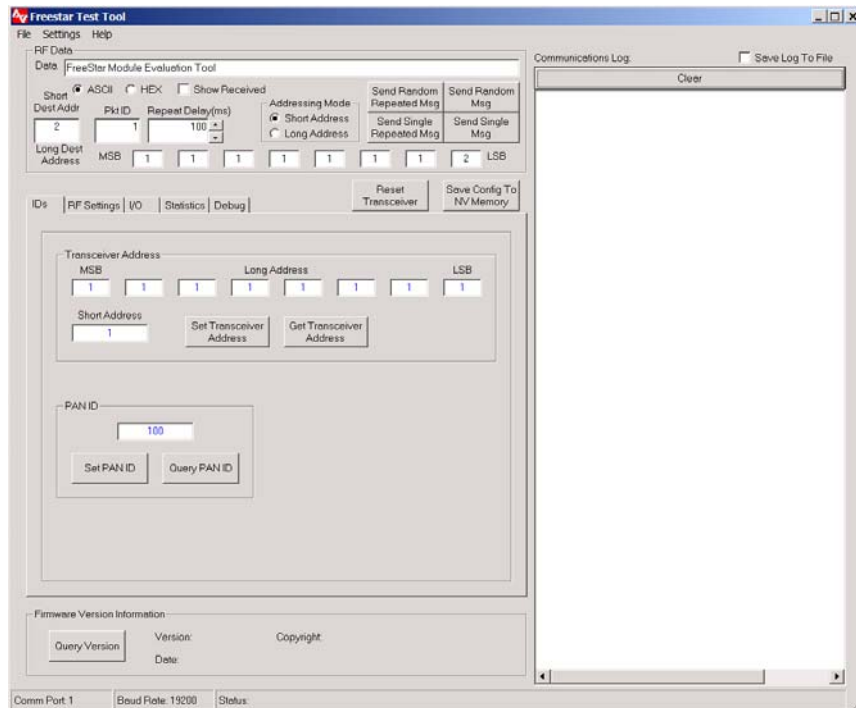 Freestar Test Tool
File Settings Help
RF Data
Data FreeStar Module Evaluation Tool
ASCII HEX Show Received
Short Dest Addr
2
Pkt ID
1
Repeat Delay(ms)
100
Addressing Mode
Short Address
Long Address
Send Random Repeated Msg
Send Random Msg
Send Single Repeated Msg
Send Single Msg
Long Dest Address
MSB 1 1 1 1 1 1 1 2 LSB
Reset Transceiver
Save Config To NV Memory
IDs RF Settings I/O Statistics Debug
Transceiver Address
MSB Long Address LSB
1 1 1 1 1 1 1 1
Short Address
1
Set Transceiver Address
Get Transceiver Address
PAN ID
100
Set PAN ID
Query PAN ID
Firmware Version Information
Query Version
Version:
Copyright:
Date:
Communications Log:
Save Log To File
Clear
Comm Port: 1
Baud Rate: 19200
Status: